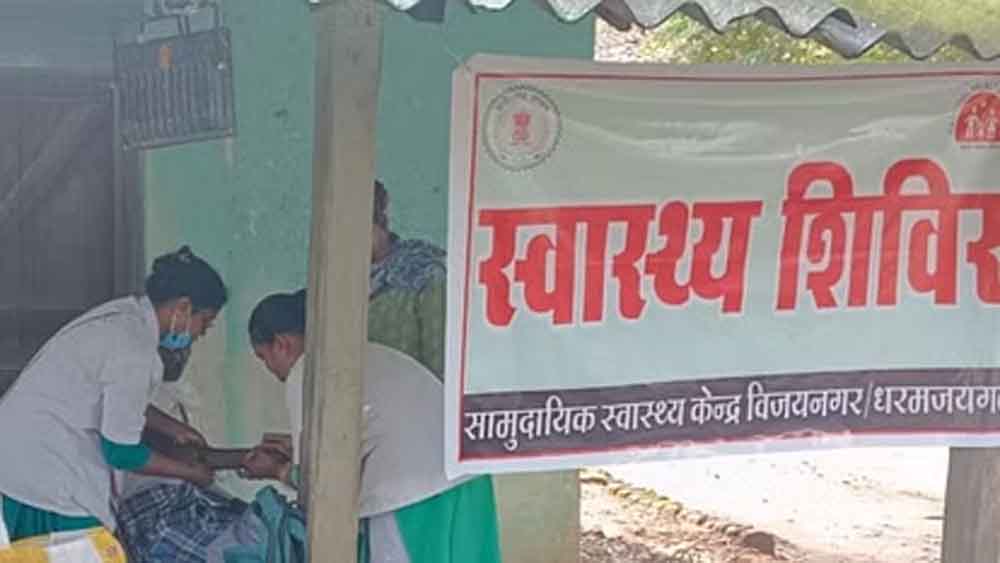 स्वास्थ्य शिविर
सामुदायिक स्वास्थ्य केन्द्र विजयनगर/धरमजयग